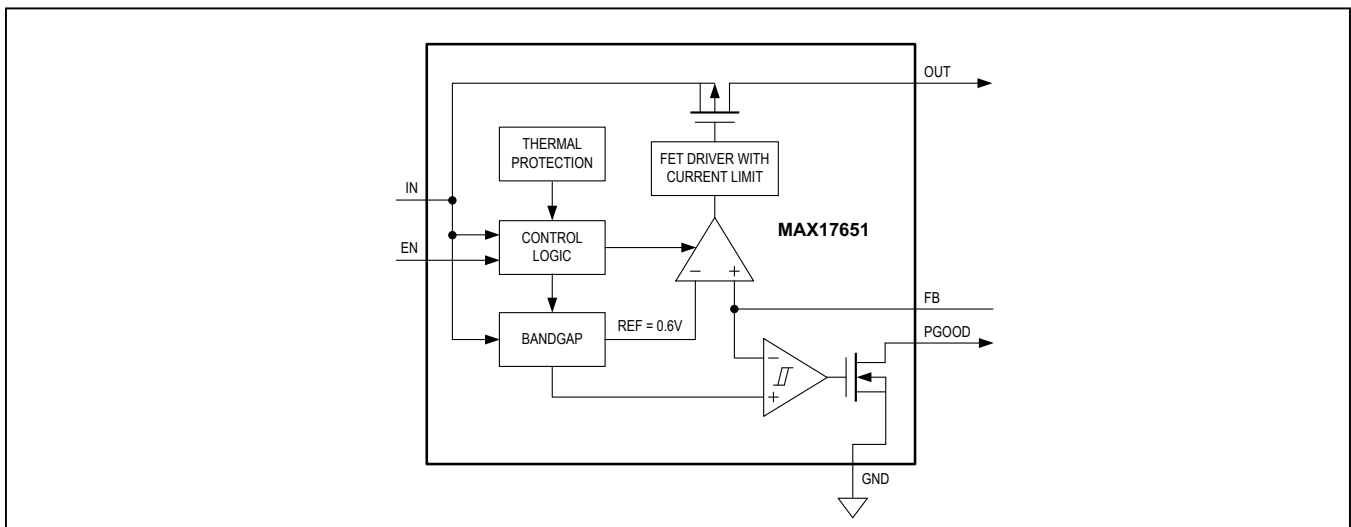 OUT
THERMAL
PROTECTION
FET DRIVER WITH
CURRENT LIMIT
IN
MAX17651
EN
CONTROL
LOGIC
− +
FB
REF = 0.6V
PGOOD
BANDGAP
−
+
GND